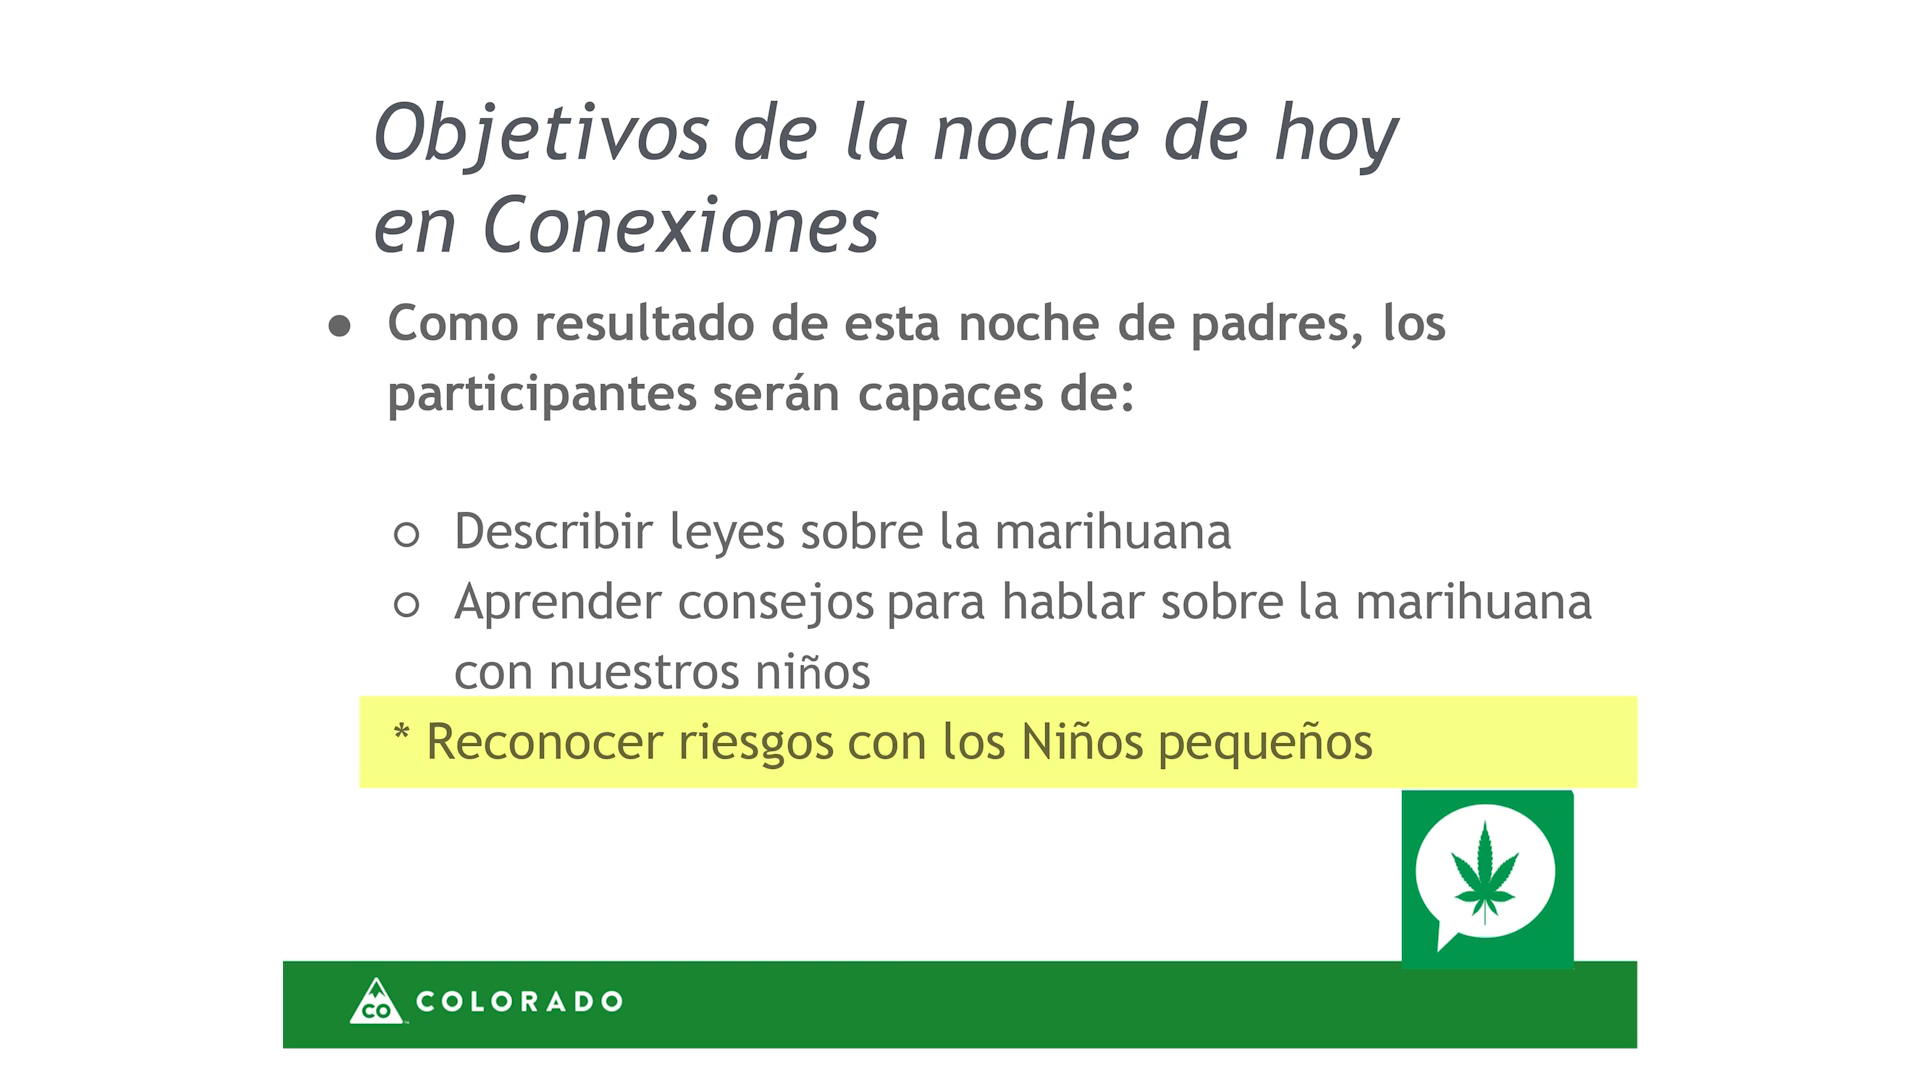 Objetivos de la noche de hoy
en Conexiones
● Como resultado de esta noche de padres, los
participantes serán capaces de:
○ Describir leyes sobre la marihuana
○ Aprender consejos para hablar sobre la marihuana
con nuestros niños
* Reconocer riesgos con los Niños pequeños
CO COLORADO